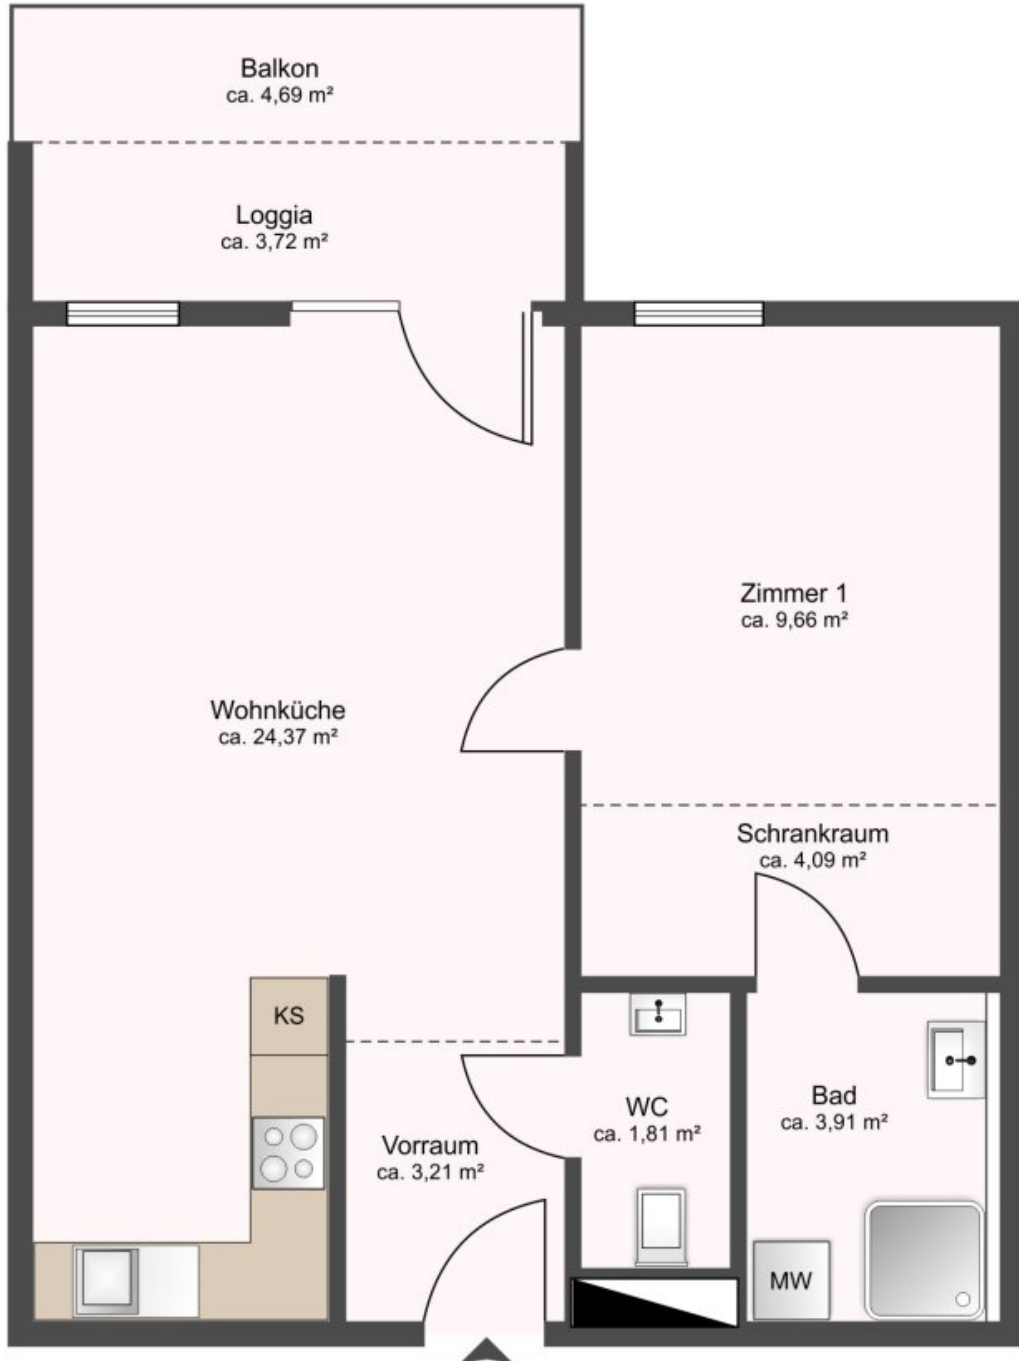 Balkon
ca. 4,69 m²
Loggia
ca. 3,72 m²
Zimmer 1
ca. 9,66 m²
Wohnküche
ca. 24,37 m²
Schrankraum
ca. 4,09 m²
KS
WC
ca. 1,81 m²
Bad
ca. 3,91 m²
Vorraum
ca. 3,21 m²
MW